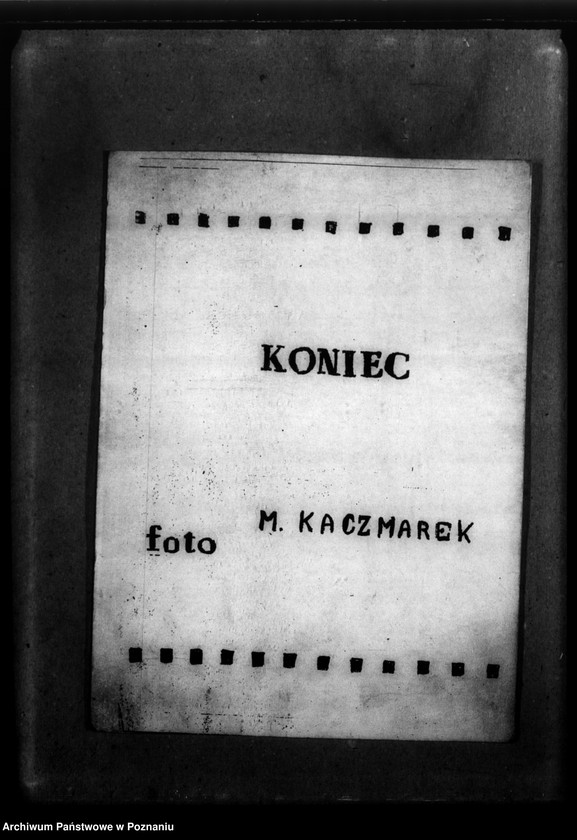 KONIEC
foto M. KACZMAREK
Archiwum Państwowe w Poznaniu